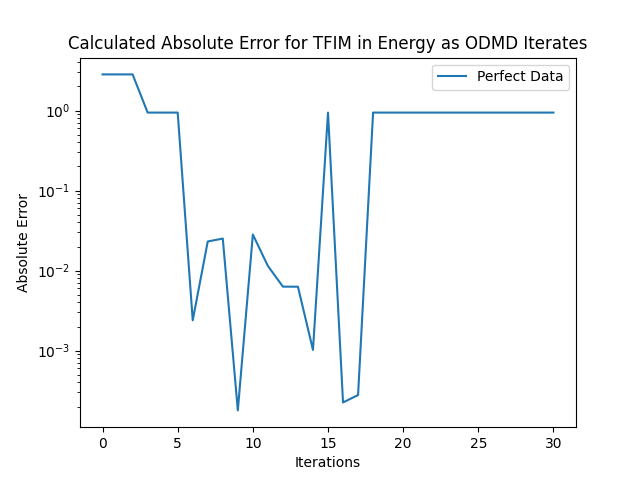 Calculated Absolute Error for TFIM in Energy as ODMD Iterates
Perfect Data
10⁰
10⁻¹
10⁻²
10⁻³
Absolute Error
0 5 10 15 20 25 30
Iterations